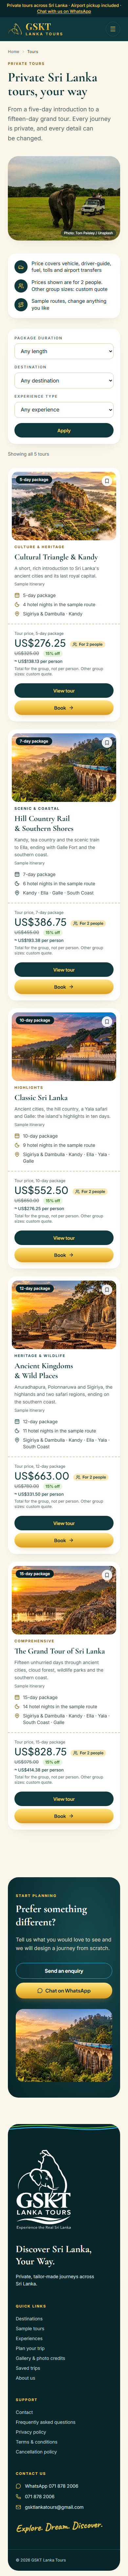 Private tours across Sri Lanka · Airport pickup included ·
Chat with us on WhatsApp
GSKT
LANKA TOURS
Home
Tours
PRIVATE TOURS
Private Sri Lanka
tours, your way
From a five-day introduction to a
fifteen-day grand tour. Every journey
is private, and every detail can
be changed.
Photo: Tom Paisley / Unsplash
Price covers vehicle, driver-guide,
fuel, tolls and airport transfers
Prices shown are for 2 people.
Other group sizes: custom quote
Sample routes, change anything
you like
PACKAGE DURATION
Any length
DESTINATION
Any destination
EXPERIENCE TYPE
Any experience
Apply
Showing all 5 tours
5-day package
CULTURE & HERITAGE
Cultural Triangle & Kandy
A short, rich introduction to Sri Lanka's
ancient cities and its last royal capital.
Sample itinerary
5-day package
4 hotel nights in the sample route
Sigiriya & Dambulla · Kandy
Tour price, 5-day package
US$276.25
For 2 people
US$325.00
15% off
≈ US$138.13 per person
Total for the group, not per person. Other group
sizes: custom quote.
View tour
Book
7-day package
SCENIC & COASTAL
Hill Country Rail
& Southern Shores
Kandy, tea country and the scenic train
to Ella, ending with Galle Fort and the
southern coast.
Sample itinerary
7-day package
6 hotel nights in the sample route
Kandy · Ella · Galle · South Coast
Tour price, 7-day package
US$386.75
For 2 people
US$455.00
15% off
≈ US$193.38 per person
Total for the group, not per person. Other group
sizes: custom quote.
View tour
Book
10-day package
HIGHLIGHTS
Classic Sri Lanka
Ancient cities, the hill country, a Yala safari
and Galle: the island's highlights in ten days.
Sample itinerary
10-day package
9 hotel nights in the sample route
Sigiriya & Dambulla · Kandy · Ella · Yala ·
Galle
Tour price, 10-day package
US$552.50
For 2 people
US$650.00
15% off
≈ US$276.25 per person
Total for the group, not per person. Other group
sizes: custom quote.
View tour
Book
12-day package
HERITAGE & WILDLIFE
Ancient Kingdoms
& Wild Places
Anuradhapura, Polonnaruwa and Sigiriya, the
highlands and two safari regions, ending on
the southern coast.
Sample itinerary
12-day package
11 hotel nights in the sample route
Sigiriya & Dambulla · Kandy · Ella · Yala ·
South Coast
Tour price, 12-day package
US$663.00
For 2 people
US$780.00
15% off
≈ US$331.50 per person
Total for the group, not per person. Other group
sizes: custom quote.
View tour
Book
15-day package
COMPREHENSIVE
The Grand Tour of Sri Lanka
Fifteen unhurried days through ancient
cities, cloud forest, wildlife parks and the
southern coast.
Sample itinerary
15-day package
14 hotel nights in the sample route
Sigiriya & Dambulla · Kandy · Ella · Yala ·
South Coast · Galle
Tour price, 15-day package
US$828.75
For 2 people
US$975.00
15% off
≈ US$414.38 per person
Total for the group, not per person. Other group
sizes: custom quote.
View tour
Book
START PLANNING
Prefer something
different?
Tell us what you would love to see and
we will design a journey from scratch.
Send an enquiry
Chat on WhatsApp
GSKT
LANKA TOURS
Experience the Real Sri Lanka
Discover Sri Lanka,
Your Way.
Private, tailor-made journeys across
Sri Lanka.
QUICK LINKS
Destinations
Sample tours
Experiences
Plan your trip
Gallery & photo credits
Saved trips
About us
SUPPORT
Contact
Frequently asked questions
Privacy policy
Terms & conditions
Cancellation policy
CONTACT US
WhatsApp 071 878 2008
071 878 2008
gsktlankatours@gmail.com
Explore. Dream. Discover.
© 2026 GSKT Lanka Tours